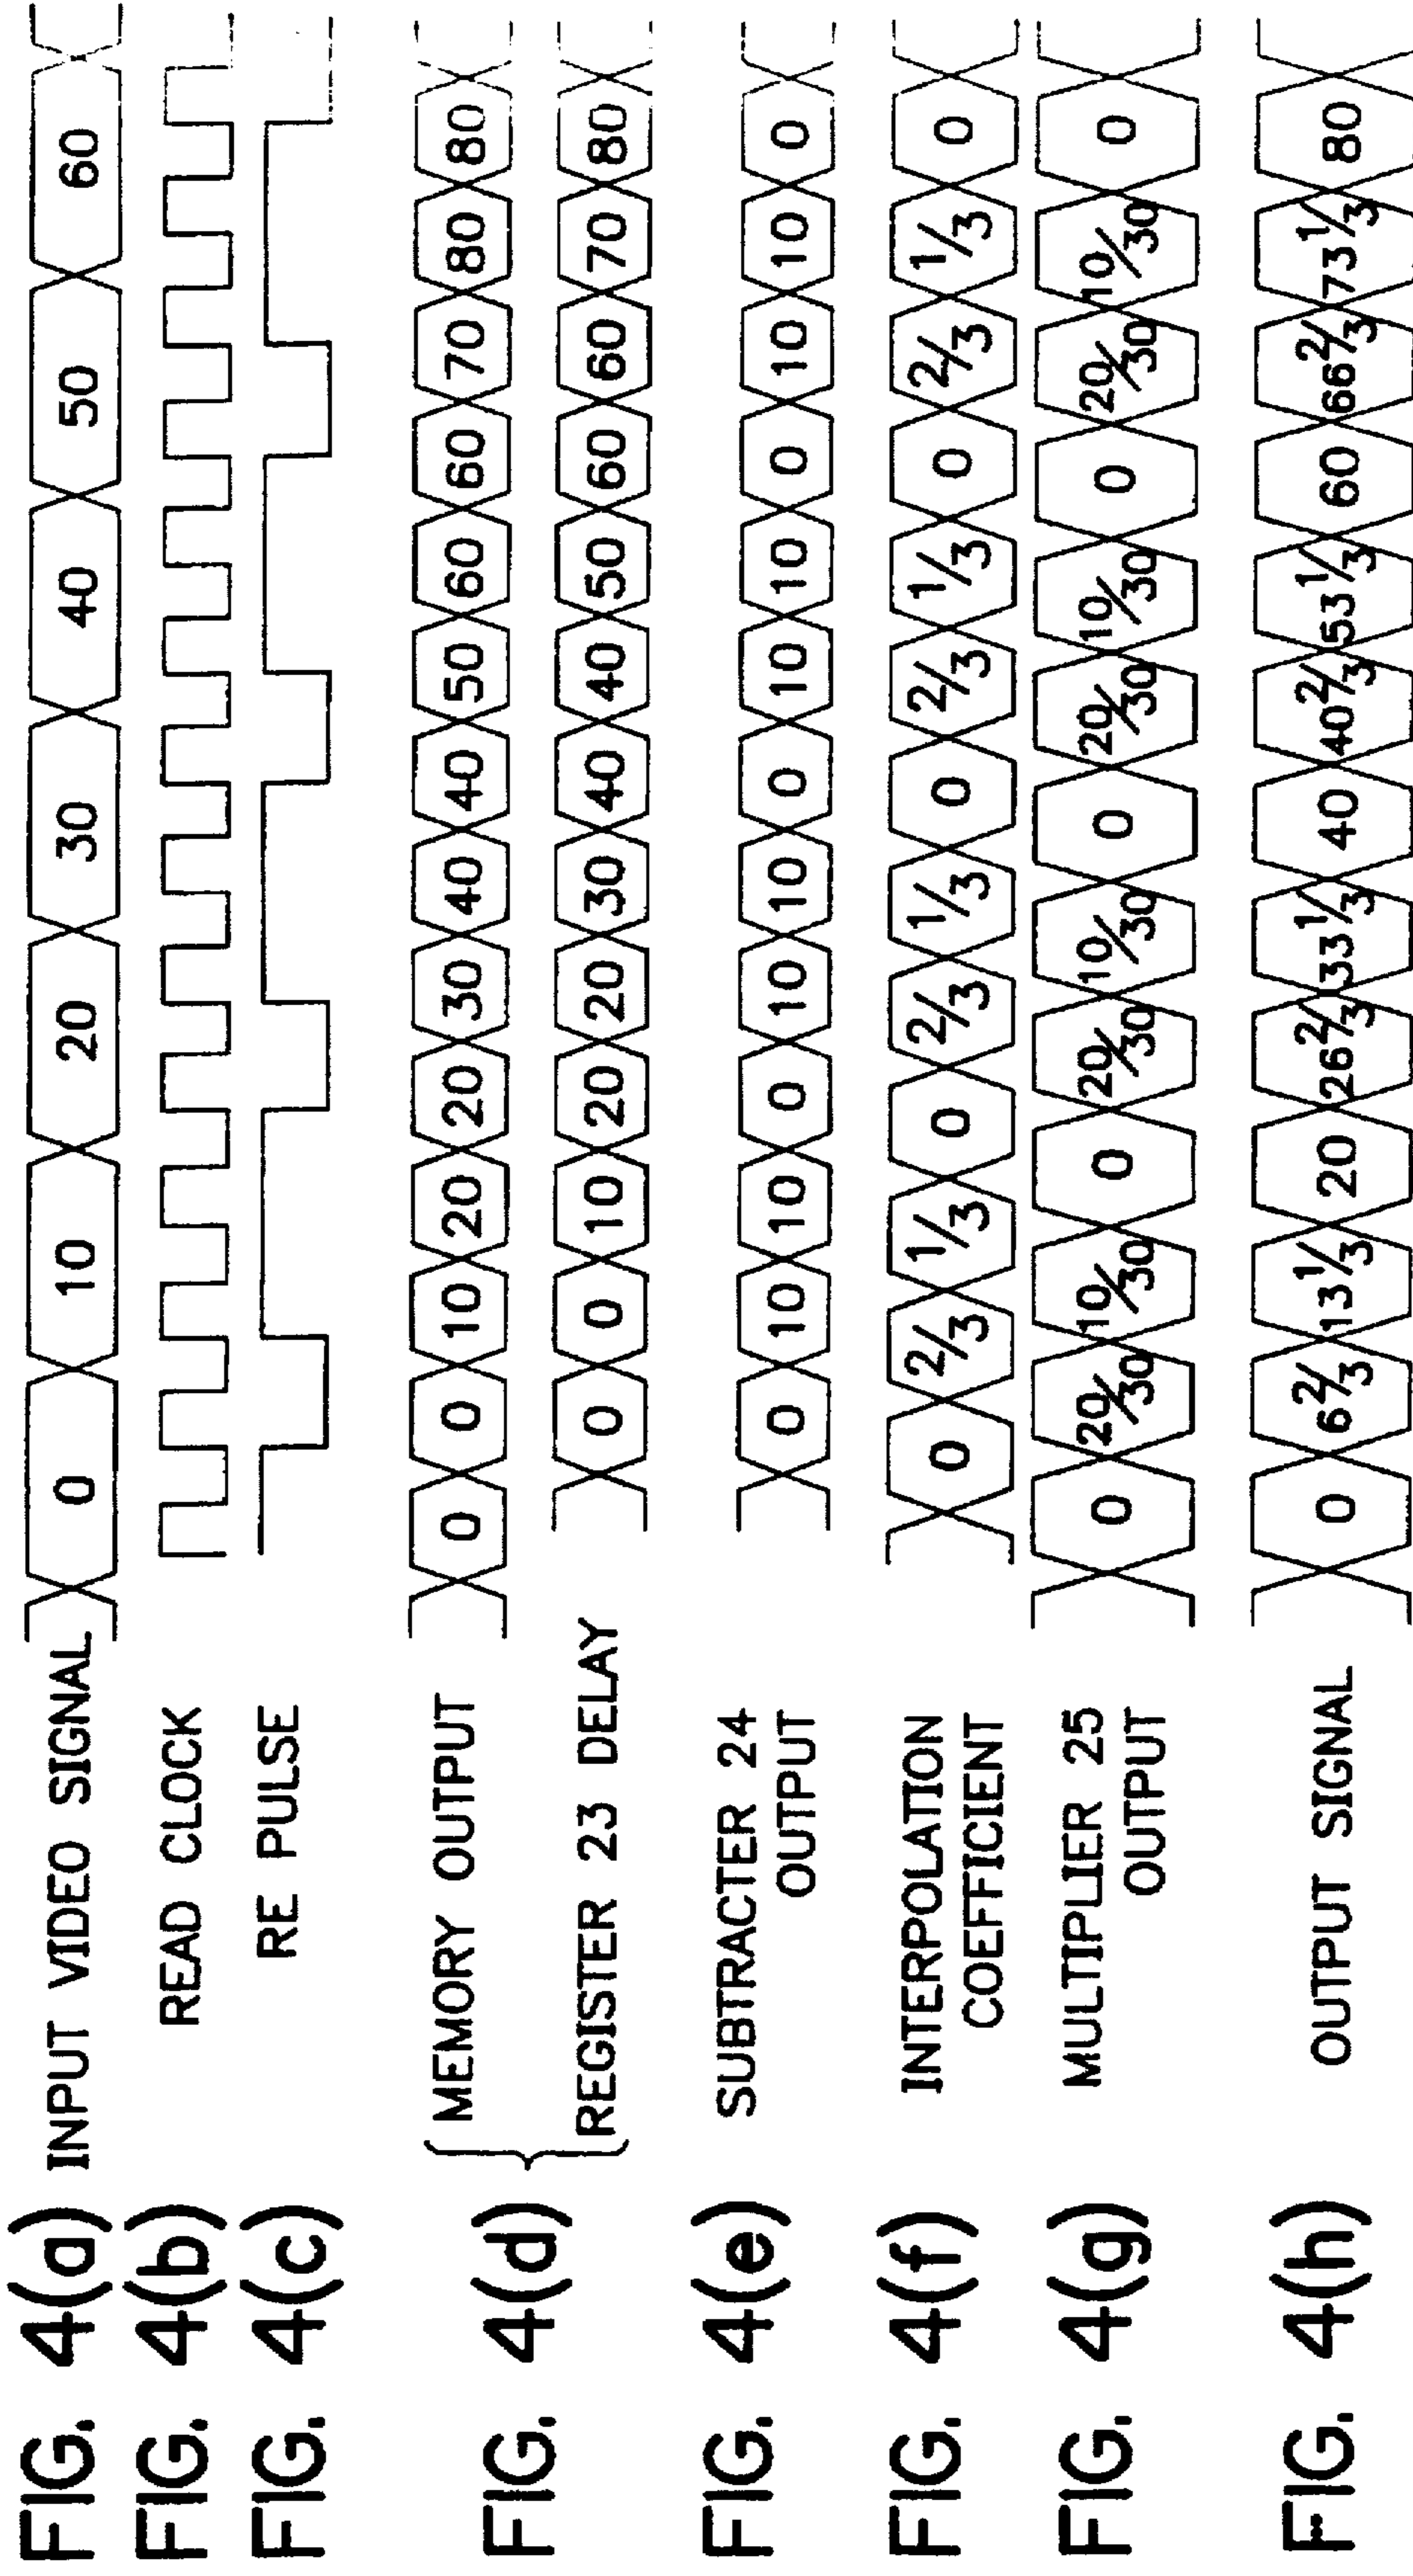 FIG. 4(a) INPUT VIDEO SIGNAL 0 10 20 30 40 50 60
FIG. 4(b) READ CLOCK
FIG. 4(c) RE PULSE
FIG. 4(d)
MEMORY OUTPUT 0 0 10 20 20 30 40 40 50 60 60 70 80 80
REGISTER 23 DELAY 0 0 10 20 20 30 40 40 50 60 60 70 80
FIG. 4(e) SUBTRACTER 24 OUTPUT 0 10 10 0 10 10 0 10 10 0 10 10 0
FIG. 4(f) INTERPOLATION COEFFICIENT 0 2/3 1/3 0 2/3 1/3 0 2/3 1/3 0 2/3 1/3 0
FIG. 4(g) MULTIPLIER 25 OUTPUT 0 20/30 10/30 0 20/30 10/30 0 20/30 10/30 0 20/30 10/30 0
FIG. 4(h) OUTPUT SIGNAL 0 6 2/3 13 1/3 20 26 2/3 33 1/3 40 40 2/3 53 1/3 60 66 2/3 73 1/3 80